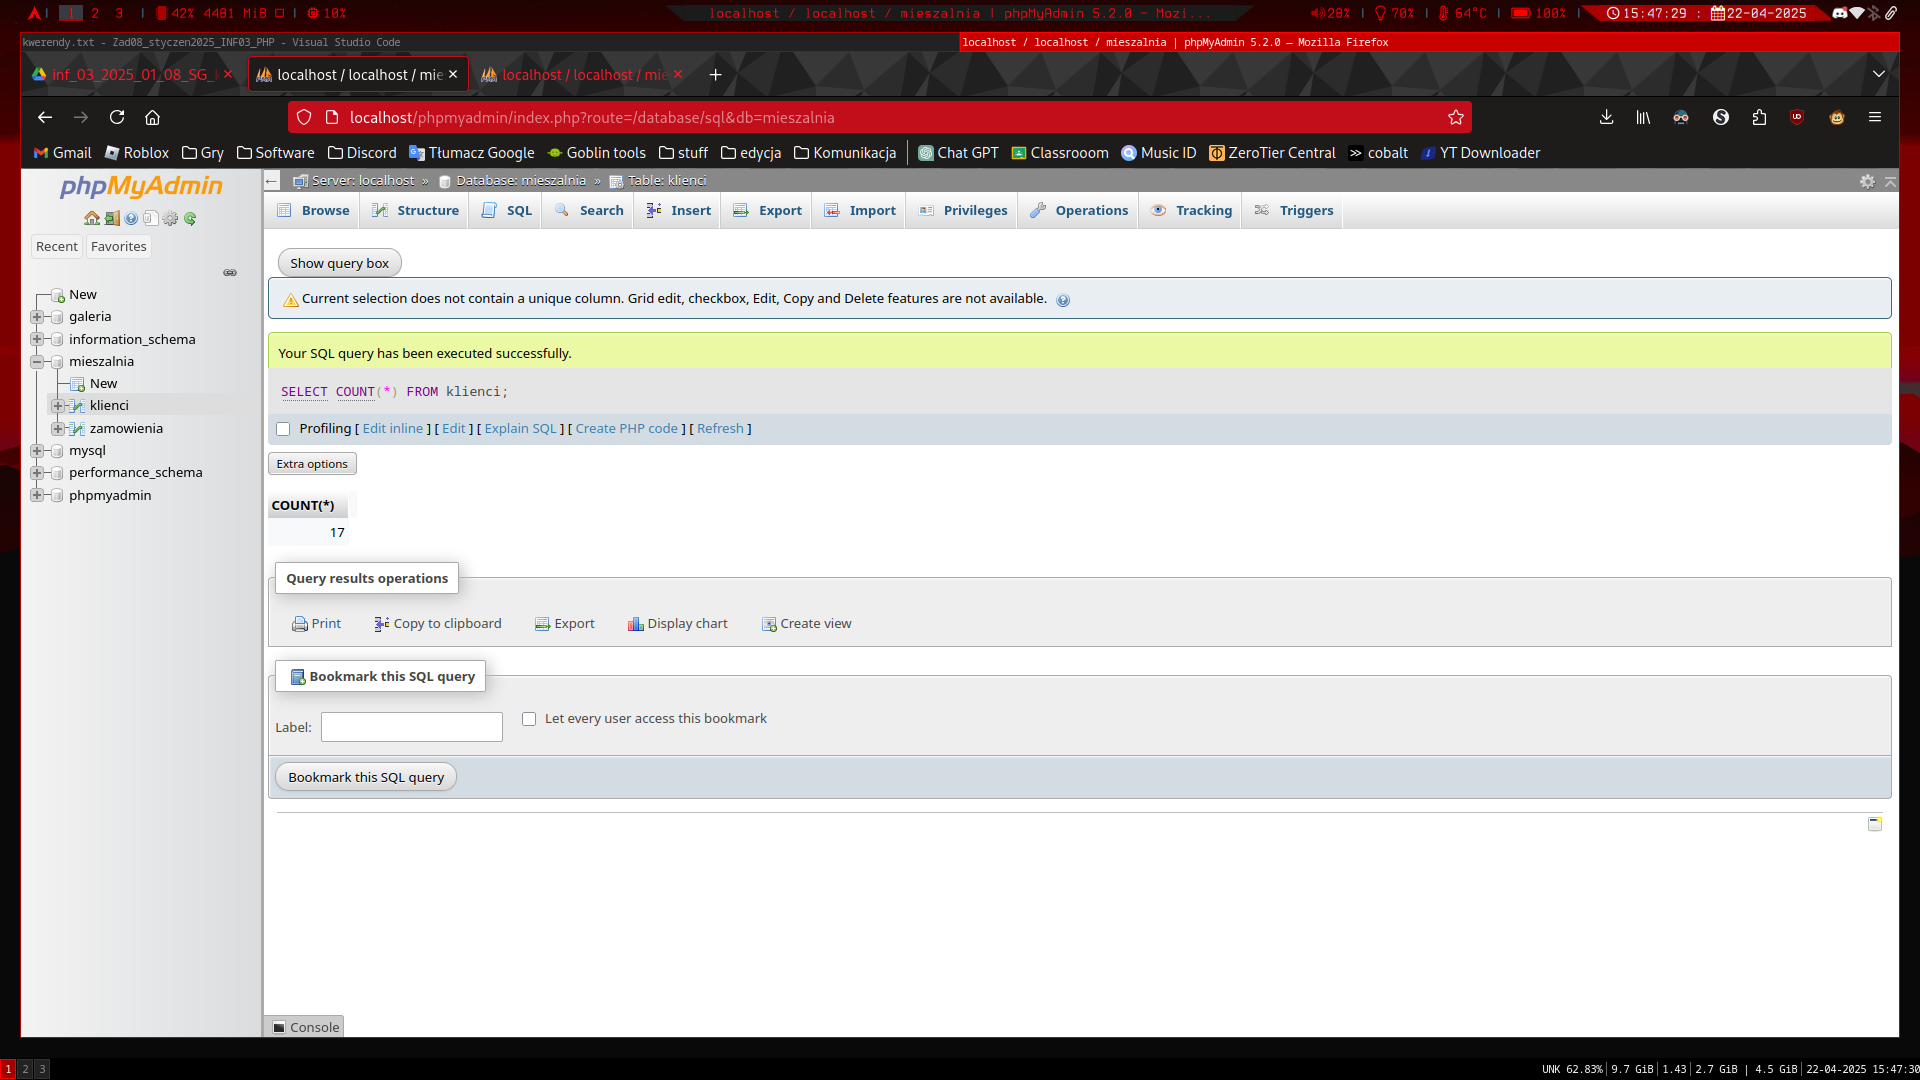 1 2 3 42% 4401 MiB 10% localhost / localhost / mieszalnia | phpMyAdmin 5.2.0 — Mozi... 28% 70% 64°C 100% 15:47:29 : 22-04-2025
kwerendy.txt - Zad08_styczen2025_INF03_PHP - Visual Studio Code
localhost / localhost / mieszalnia | phpMyAdmin 5.2.0 — Mozilla Firefox
inf_03_2025_01_08_SG_
localhost / localhost / mie
localhost / localhost / mie
localhost/phpmyadmin/index.php?route=/database/sql&db=mieszalnia
Gmail Roblox Gry Software Discord Tłumacz Google Goblin tools stuff edycja Komunikacja Chat GPT Classrooom Music ID ZeroTier Central cobalt YT Downloader
phpMyAdmin
Recent Favorites
New
galeria
information_schema
mieszalnia
New
klienci
zamowienia
mysql
performance_schema
phpmyadmin
Server: localhost » Database: mieszalnia » Table: klienci
Browse Structure SQL Search Insert Export Import Privileges Operations Tracking Triggers
Show query box
Current selection does not contain a unique column. Grid edit, checkbox, Edit, Copy and Delete features are not available.
Your SQL query has been executed successfully.
SELECT COUNT(*) FROM klienci;
Profiling [ Edit inline ] [ Edit ] [ Explain SQL ] [ Create PHP code ] [ Refresh ]
Extra options
COUNT(*)
17
Query results operations
Print Copy to clipboard Export Display chart Create view
Bookmark this SQL query
Label:
Let every user access this bookmark
Bookmark this SQL query
Console
1 2 3
UNK 62.83% 9.7 GiB 1.43 2.7 GiB | 4.5 GiB 22-04-2025 15:47:30